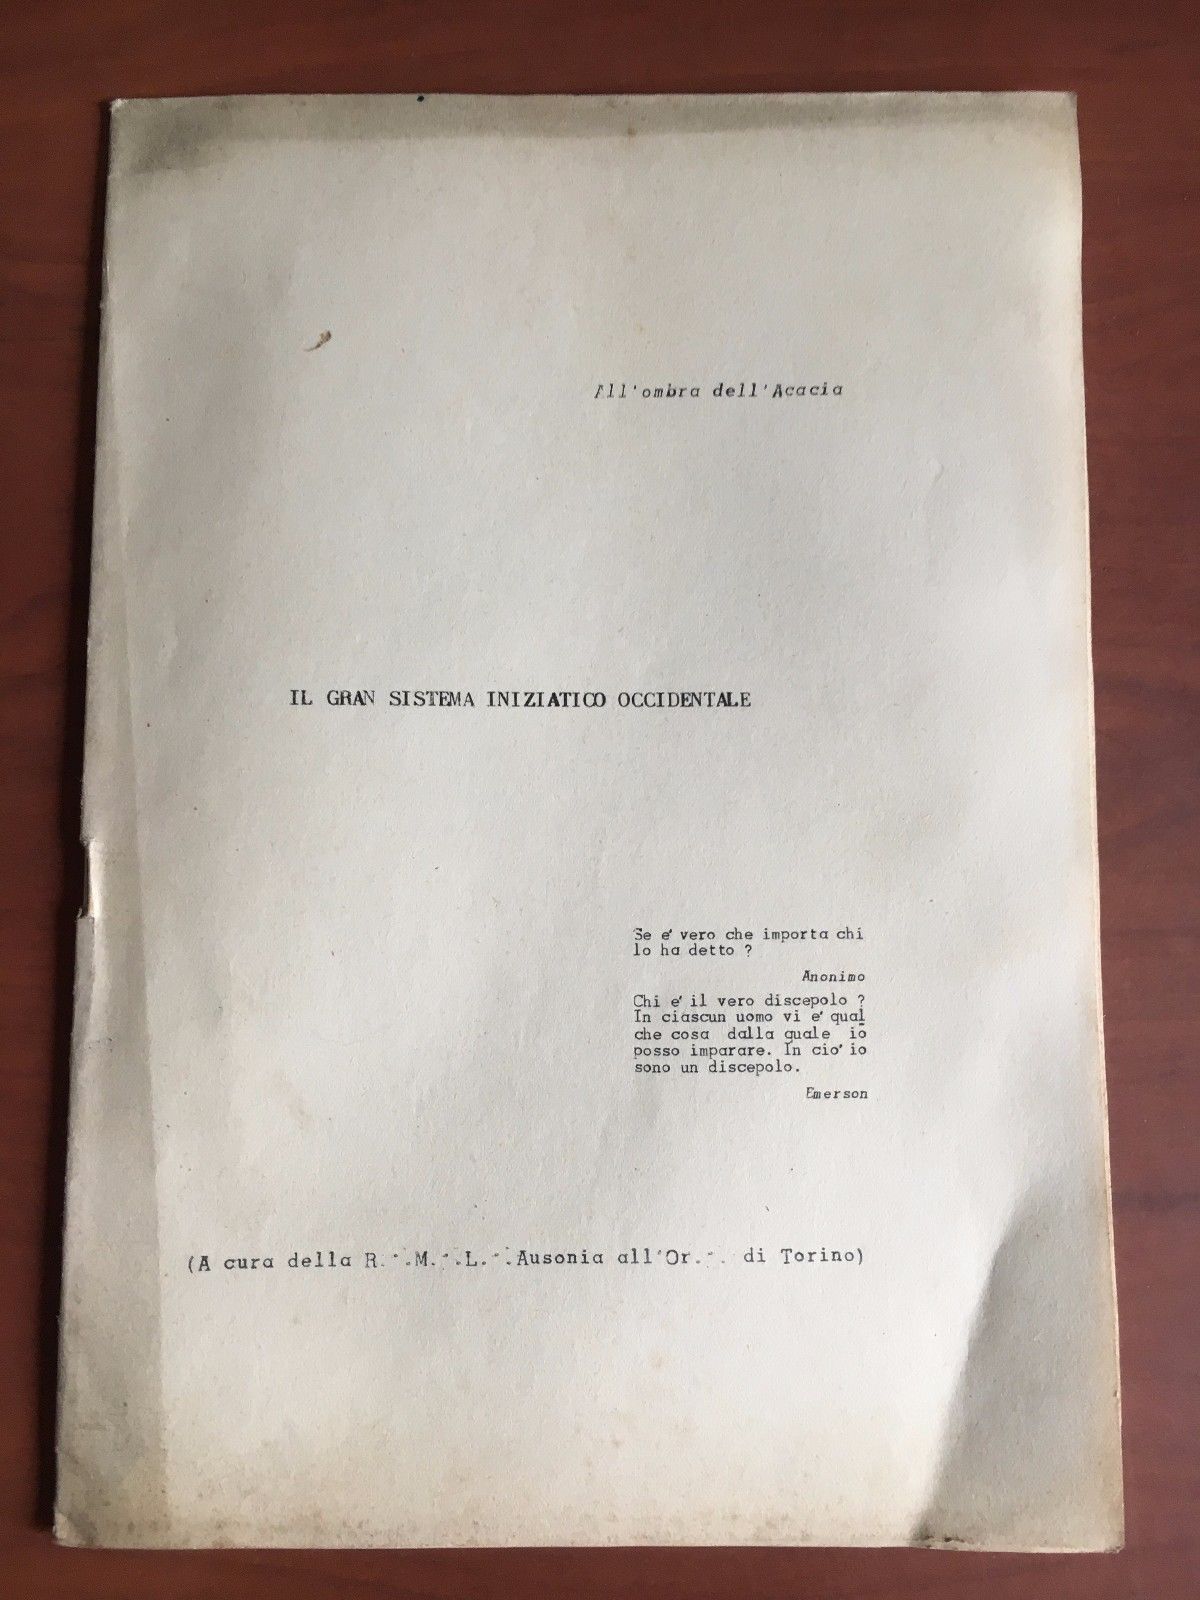 All'ombra dell'Acacia
IL GRAN SISTEMA INIZIATICO OCCIDENTALE
Se e' vero che importa chi
lo ha detto ?
Anonimo
Chi e' il vero discepolo ?
In ciascun uomo vi e' qual
che cosa dalla quale io
posso imparare. In cio' io
sono un discepolo.
Emerson
(A cura della R.∴M.∴L.∴Ausonia all'Or.∴ di Torino)